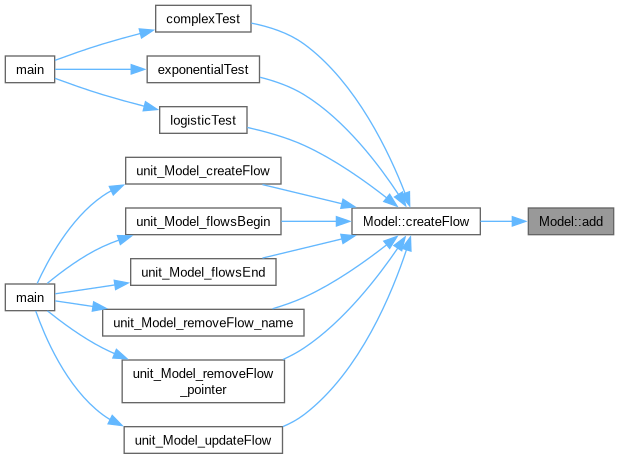 complexTest
main
exponentialTest
logisticTest
unit_Model_createFlow
unit_Model_flowsBegin
Model::createFlow
Model::add
unit_Model_flowsEnd
main
unit_Model_removeFlow_name
unit_Model_removeFlow
_pointer
unit_Model_updateFlow